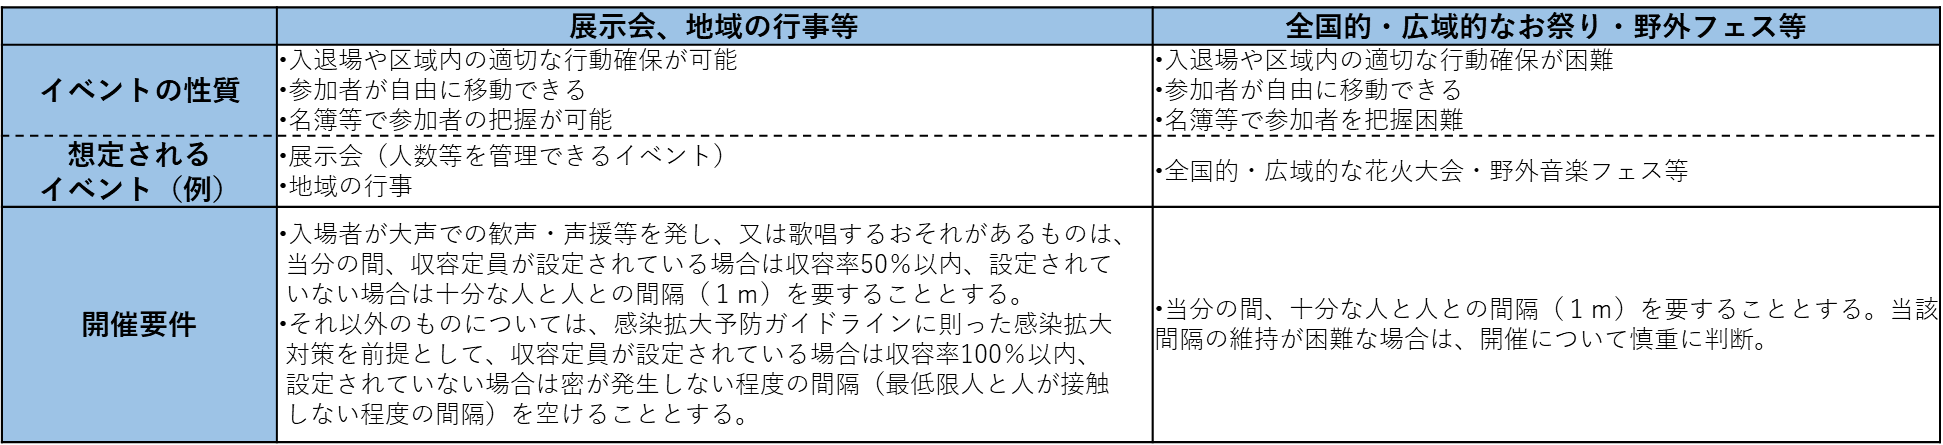 展示会、地域の行事等
全国的・広域的なお祭り・野外フェス等
イベントの性質
•入退場や区域内の適切な行動確保が可能
•参加者が自由に移動できる
•名簿等で参加者の把握が可能
•入退場や区域内の適切な行動確保が困難
•参加者が自由に移動できる
•名簿等で参加者を把握困難
想定される
イベント（例）
•展示会（人数等を管理できるイベント）
•地域の行事
•全国的・広域的な花火大会・野外音楽フェス等
開催要件
•入場者が大声での歓声・声援等を発し、又は歌唱するおそれがあるものは、
当分の間、収容定員が設定されている場合は収容率50％以内、設定されて
いない場合は十分な人と人との間隔（１ｍ）を要することとする。
•それ以外のものについては、感染拡大予防ガイドラインに則った感染拡大
対策を前提として、収容定員が設定されている場合は収容率100％以内、
設定されていない場合は密が発生しない程度の間隔（最低限人と人が接触
しない程度の間隔）を空けることとする。
•当分の間、十分な人と人との間隔（１ｍ）を要することとする。当該
間隔の維持が困難な場合は、開催について慎重に判断。